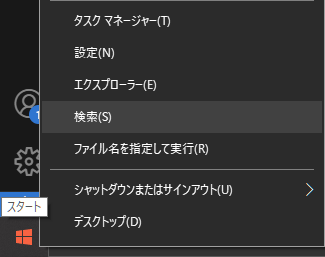 タスク マネージャー(T)
設定(N)
エクスプローラー(E)
検索(S)
ファイル名を指定して実行(R)
シャットダウンまたはサインアウト(U)
デスクトップ(D)
1
スタート